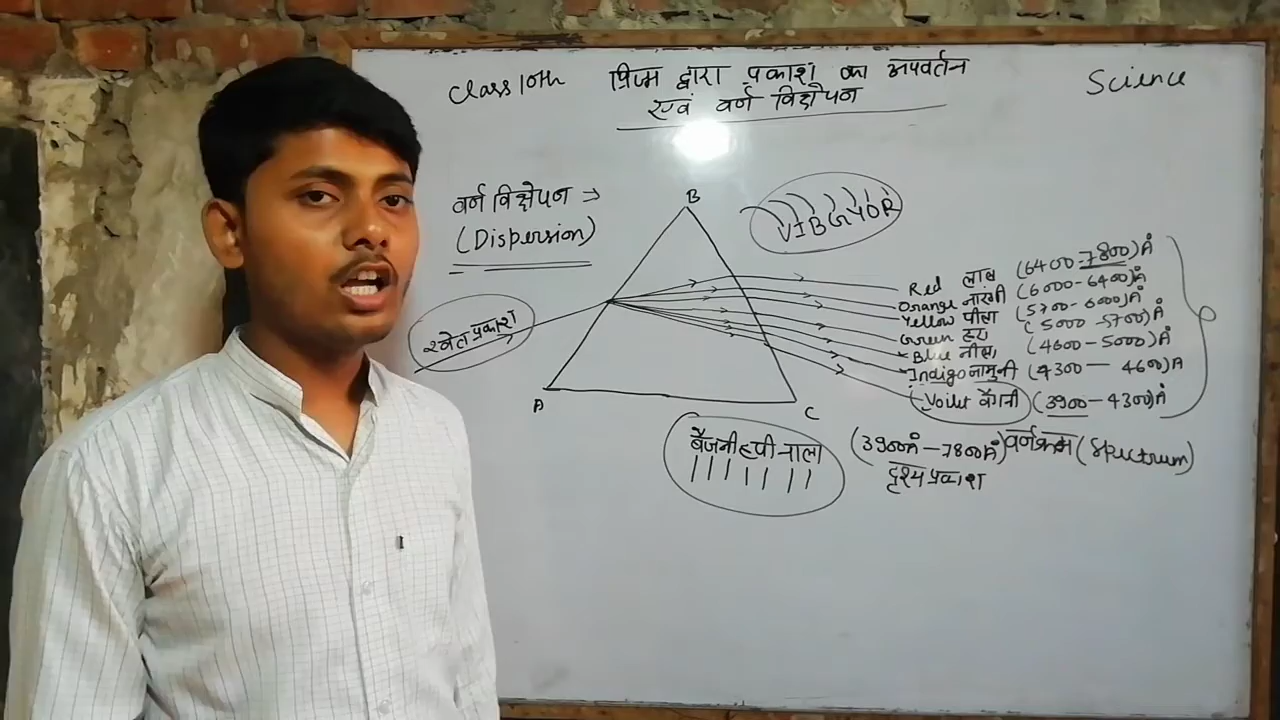 Class 10th
प्रिज्म द्वारा प्रकाश का अपवर्तन
एवं वर्ण विक्षेपन
Science
वर्ण विक्षेपन ⇒
(Dispersion)
B
VIBGYOR
श्वेत प्रकाश
Red लाल (6400-7800)Å
Orange नारंगी (6000-6400)Å
Yellow पीला (5700-6000)Å
Green हरा (5000-5700)Å
Blue नीला (4600-5000)Å
Indigo जामुनी (4300-4600)A
Voilet बैंगनी (3900-4300)Å
A
C
बैजनीहपीनाला
(3900Å-7800Å) वर्णक्रम (Spectrum)
दृश्य प्रकाश